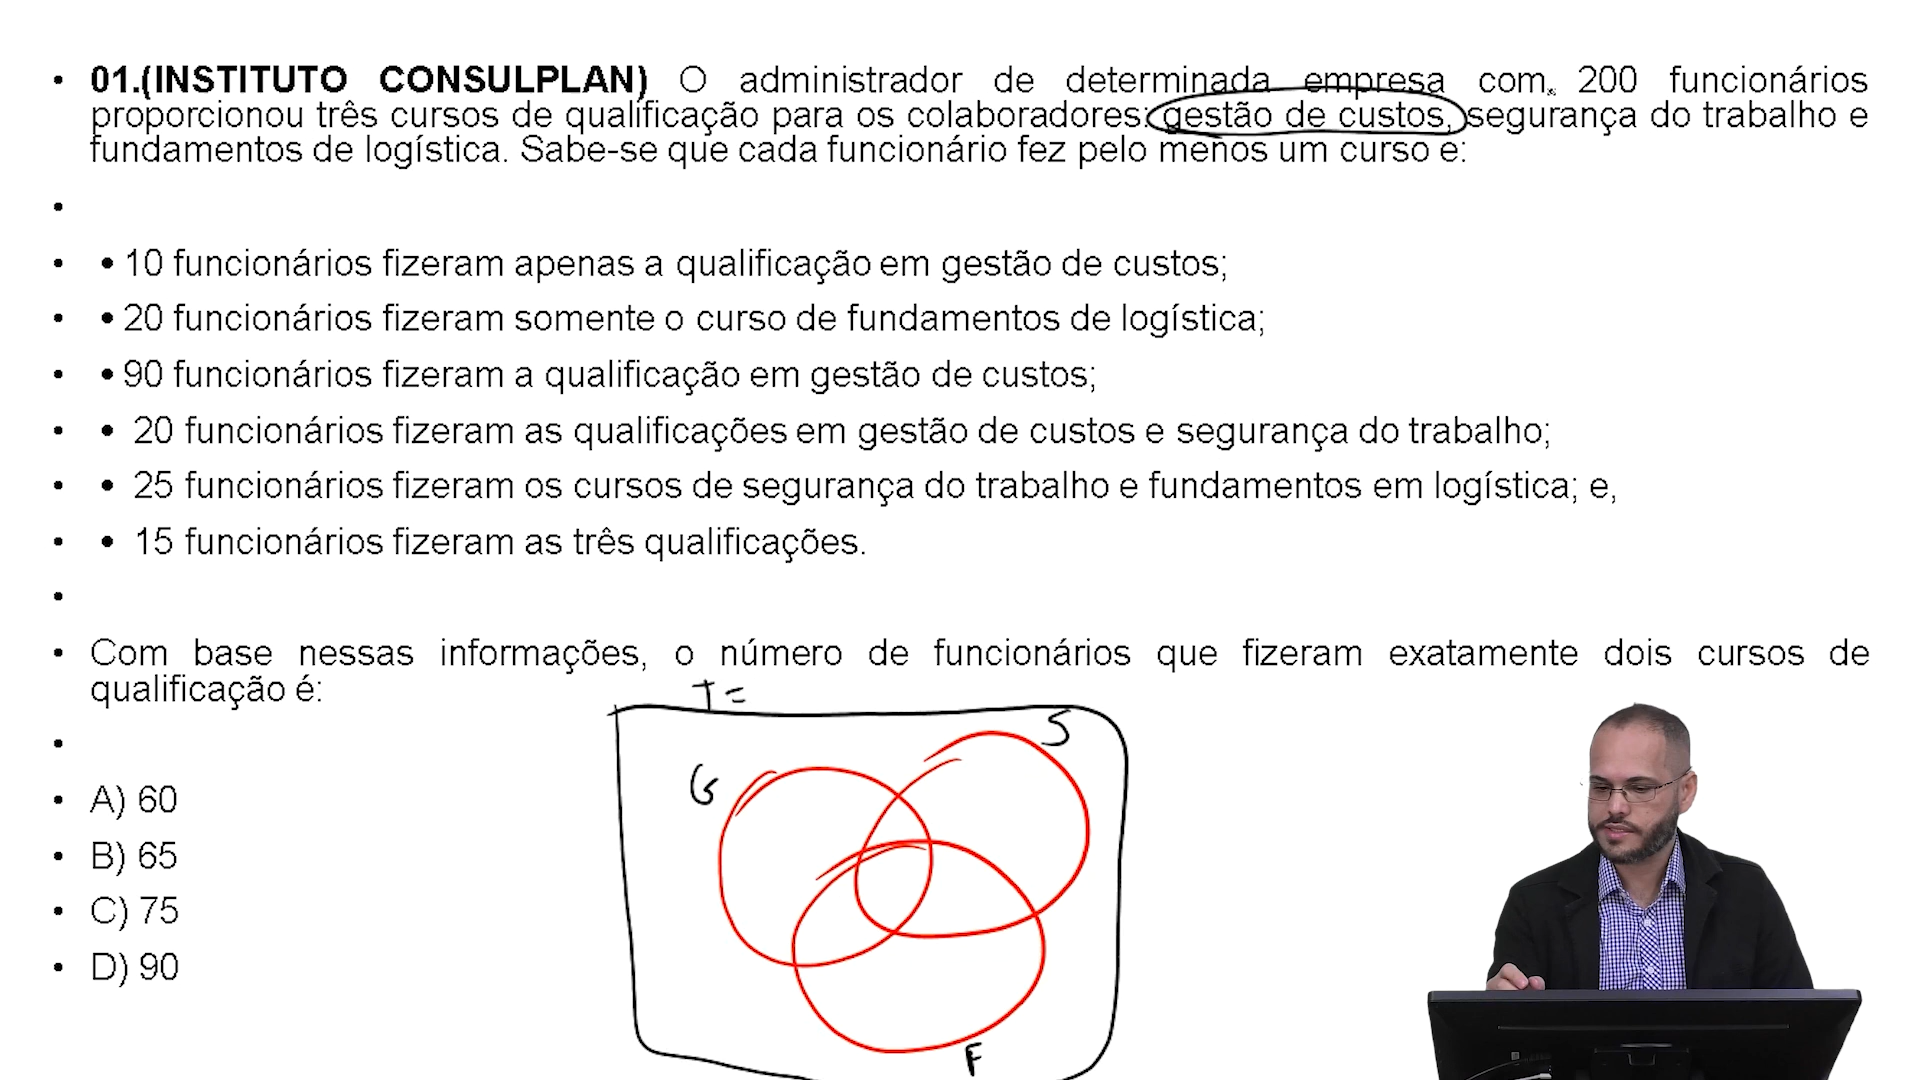 • 01.(INSTITUTO CONSULPLAN) O administrador de determinada empresa com 200 funcionários
proporcionou três cursos de qualificação para os colaboradores: gestão de custos, segurança do trabalho e
fundamentos de logística. Sabe-se que cada funcionário fez pelo menos um curso e:
•
• • 10 funcionários fizeram apenas a qualificação em gestão de custos;
• • 20 funcionários fizeram somente o curso de fundamentos de logística;
• • 90 funcionários fizeram a qualificação em gestão de custos;
• • 20 funcionários fizeram as qualificações em gestão de custos e segurança do trabalho;
• • 25 funcionários fizeram os cursos de segurança do trabalho e fundamentos em logística; e,
• • 15 funcionários fizeram as três qualificações.
•
• Com base nessas informações, o número de funcionários que fizeram exatamente dois cursos de
qualificação é:
•
• A) 60
• B) 65
• C) 75
• D) 90
T =
S
G
F